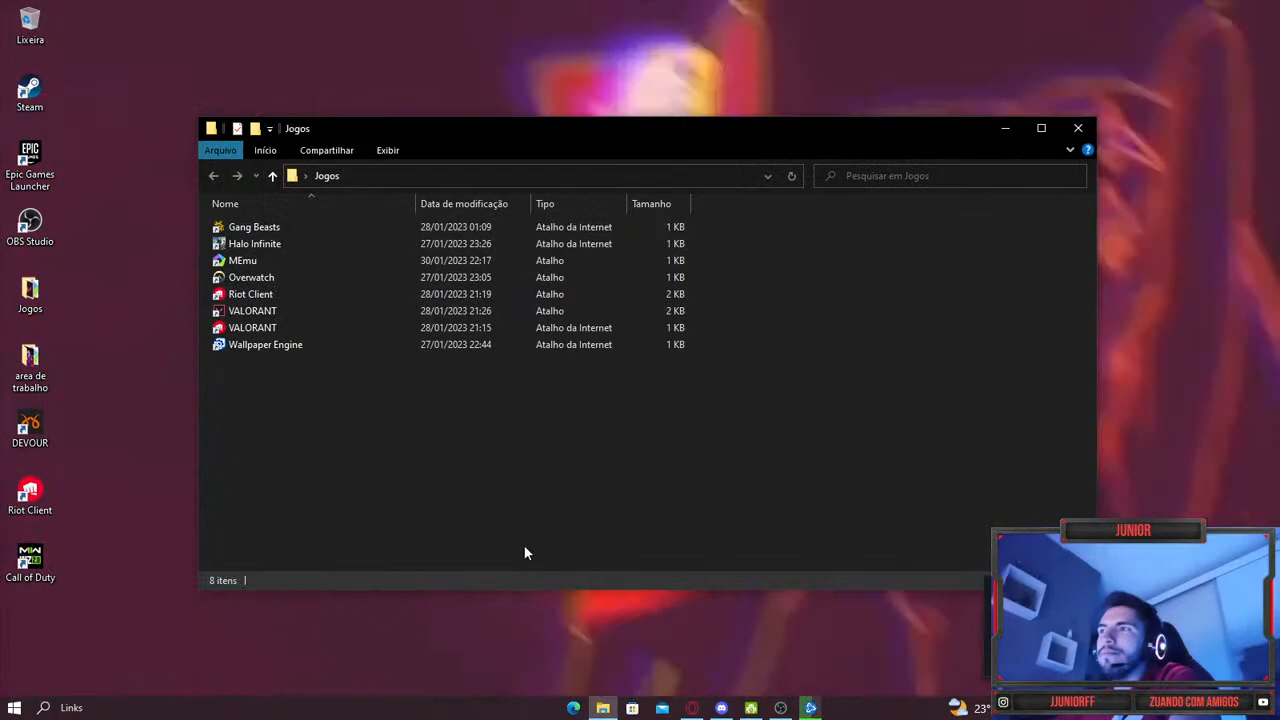 Lixeira
Steam
Epic Games
Launcher
OBS Studio
Jogos
area de
trabalho
DEVOUR
Riot Client
MWII
WZ2
Call of Duty
Jogos
Arquivo Início Compartilhar Exibir
Jogos
Pesquisar em Jogos
Nome Data de modificação Tipo Tamanho
Gang Beasts 28/01/2023 01:09 Atalho da Internet 1 KB
Halo Infinite 27/01/2023 23:26 Atalho da Internet 1 KB
MEmu 30/01/2023 22:17 Atalho 1 KB
Overwatch 27/01/2023 23:05 Atalho 1 KB
Riot Client 28/01/2023 21:19 Atalho 2 KB
VALORANT 28/01/2023 21:26 Atalho 2 KB
VALORANT 28/01/2023 21:15 Atalho da Internet 1 KB
Wallpaper Engine 27/01/2023 22:44 Atalho da Internet 1 KB
8 itens
JUNIOR
JJUNIORFF ZUANDO COM AMIGOS
Links
23°